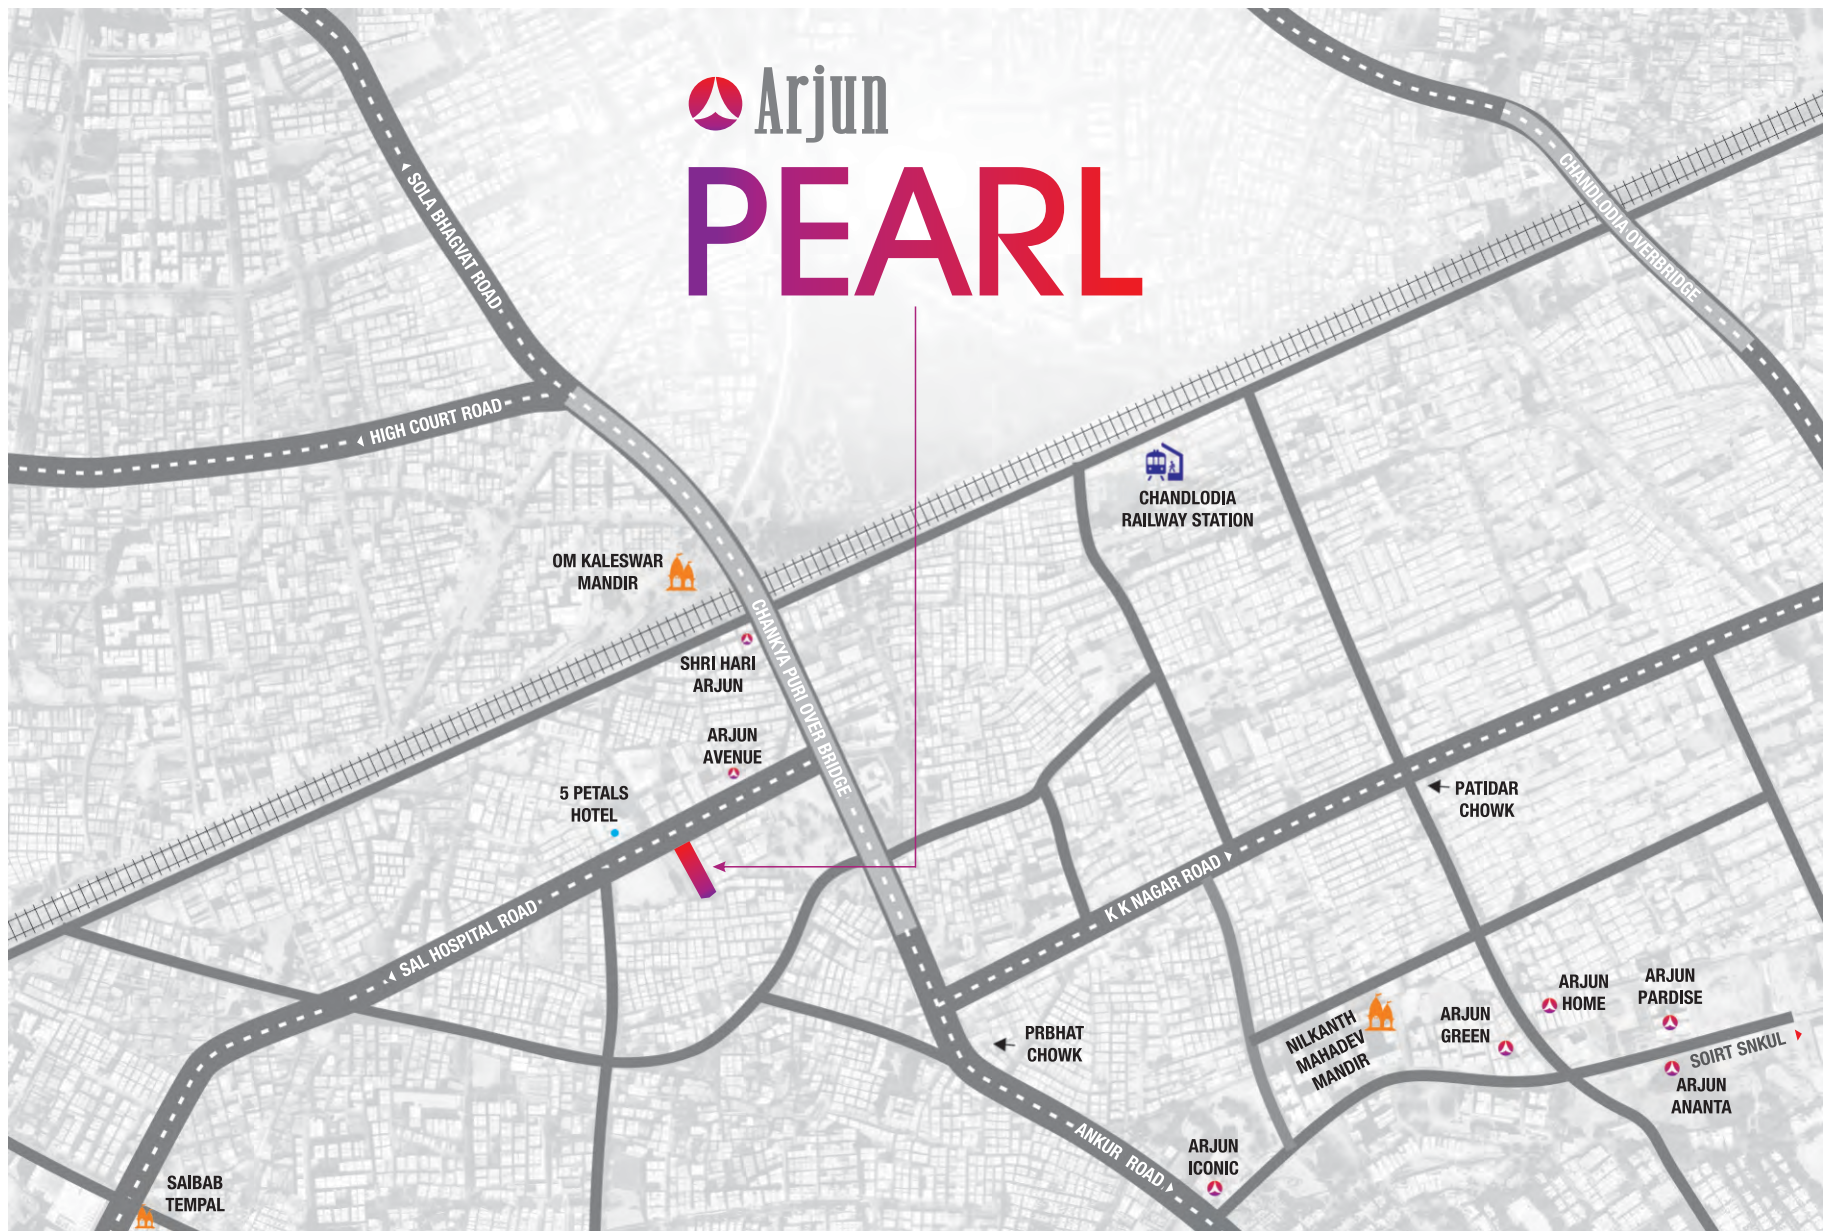 Arjun
PEARL
SOLA BHAGVAT ROAD
CHANDLODIA OVERBRIDGE
HIGH COURT ROAD
CHANDLODIA
RAILWAY STATION
OM KALESWAR
MANDIR
CHANKYA PURI OVER BRIDGE
SHRI HARI
ARJUN
ARJUN
AVENUE
5 PETALS
HOTEL
PATIDAR
CHOWK
K K NAGAR ROAD
SAL HOSPITAL ROAD
PRBHAT
CHOWK
NILKANTH
MAHADEV
MANDIR
ARJUN
GREEN
ARJUN
HOME
ARJUN
PARDISE
SOIRT SNKUL
ARJUN
ANANTA
ANKUR ROAD
ARJUN
ICONIC
SAIBAB
TEMPAL